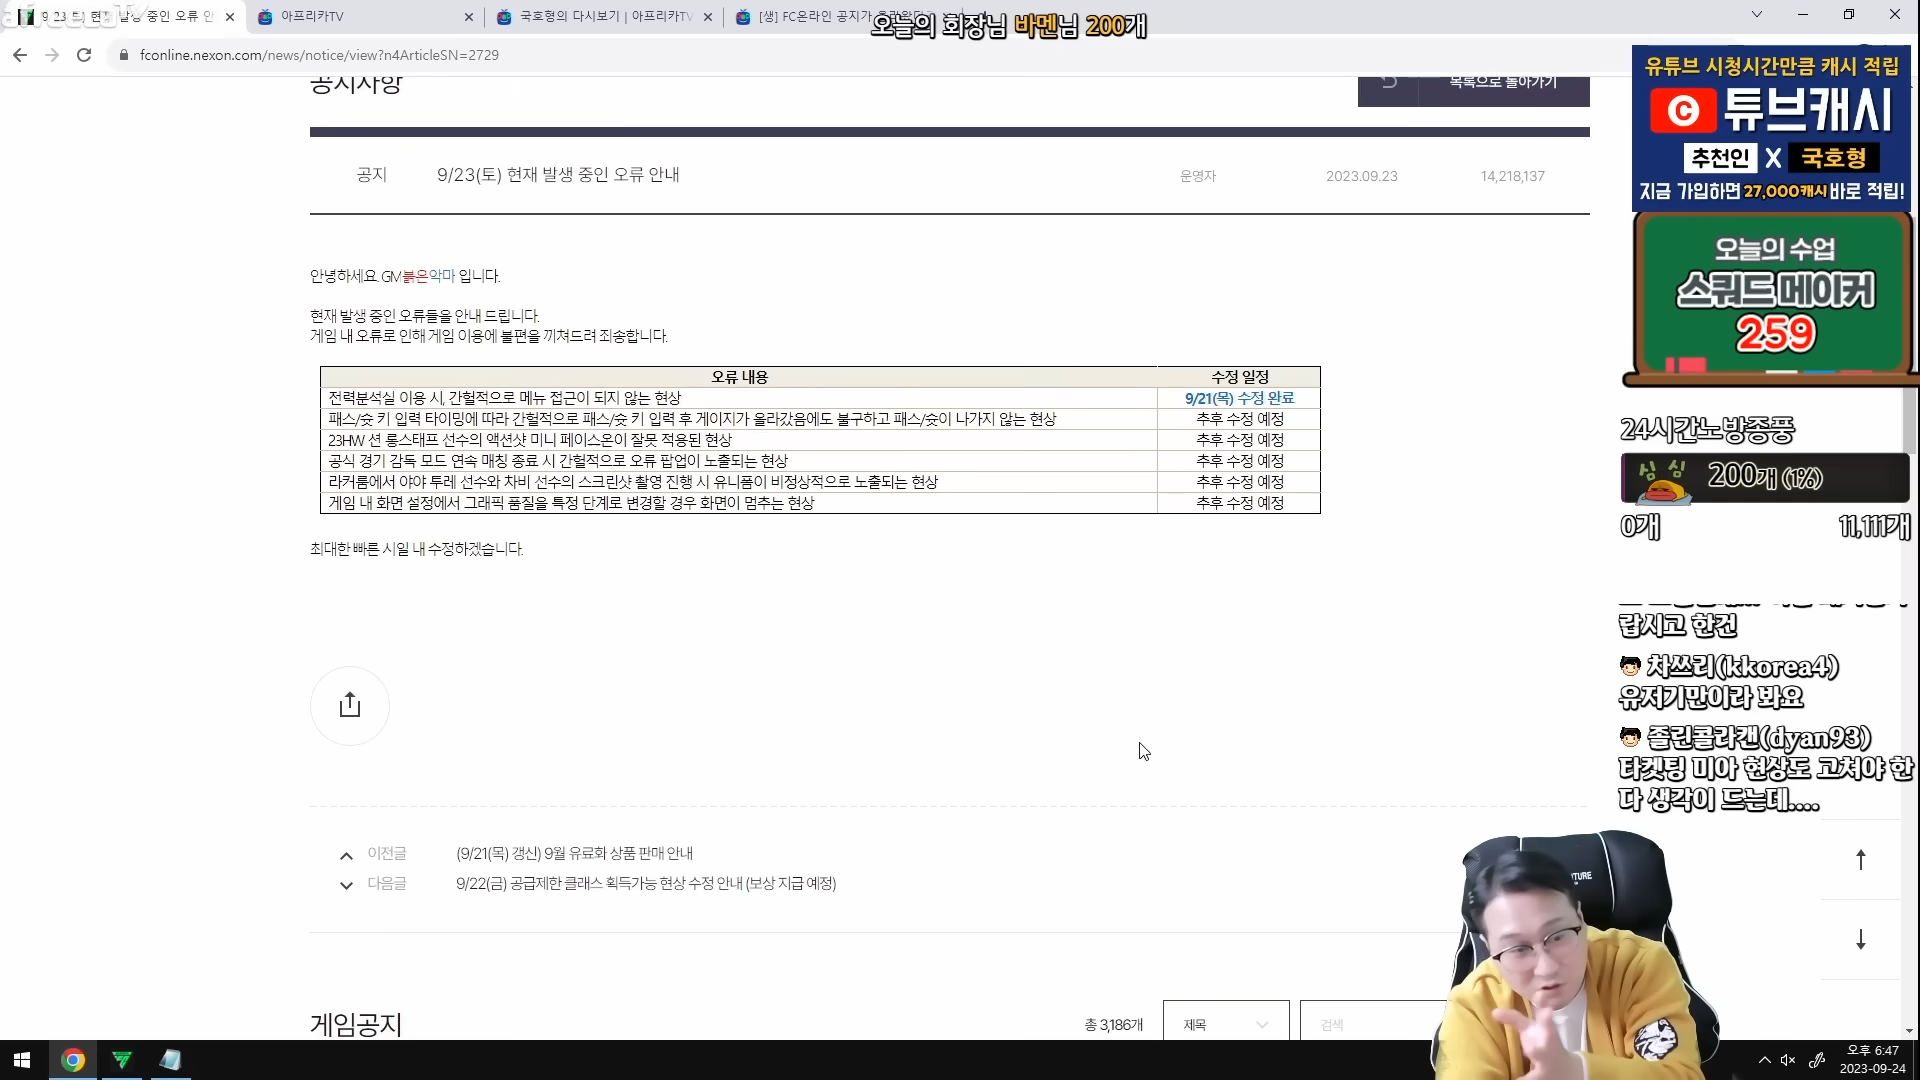 afreecaTV
9/23(토) 현재 발생 중인 오류 안
아프리카TV
국호형의 다시보기 | 아프리카TV
[생] FC온라인 공지가
오늘의 회장님 바멘님 200개
fconline.nexon.com/news/notice/view?n4ArticleSN=2729
유튜브 시청시간만큼 캐시 적립
튜브캐시
추천인 X 국호형
지금 가입하면 27,000캐시 바로 적립!
공지사항
목록으로 돌아가기
공지 9/23(토) 현재 발생 중인 오류 안내 운영자 2023.09.23 14,218,137
오늘의 수업
스쿼드 메이커
259
안녕하세요. GM붉은악마 입니다.
현재 발생 중인 오류들을 안내 드립니다.
게임 내 오류로 인해 게임 이용에 불편을 끼쳐드려 죄송합니다.
오류 내용 수정 일정
전력분석실 이용 시, 간헐적으로 메뉴 접근이 되지 않는 현상 9/21(목) 수정 완료
패스/슛 키 입력 타이밍에 따라 간헐적으로 패스/슛 키 입력 후 게이지가 올라갔음에도 불구하고 패스/슛이 나가지 않는 현상 추후 수정 예정
23HW 션 롱스태프 선수의 액션샷 미니 페이스온이 잘못 적용된 현상 추후 수정 예정
공식 경기 감독 모드 연속 매칭 종료 시 간헐적으로 오류 팝업이 노출되는 현상 추후 수정 예정
라커룸에서 야야 투레 선수와 차비 선수의 스크린샷 촬영 진행 시 유니폼이 비정상적으로 노출되는 현상 추후 수정 예정
게임 내 화면 설정에서 그래픽 품질을 특정 단계로 변경할 경우 화면이 멈추는 현상 추후 수정 예정
최대한 빠른 시일 내 수정하겠습니다.
24시간노방종풍
심심
200개 (1%)
0개 11,111개
랍시고 한건
차쓰리(kkorea4)
유저기만이라 봐요
졸린콜라캔(dyan93)
타켓팅 미아 현상도 고쳐야 한
다 생각이 드는데....
이전글 (9/21(목) 갱신) 9월 유료화 상품 판매 안내
다음글 9/22(금) 공급제한 클래스 획득가능 현상 수정 안내 (보상 지급 예정)
게임공지
총 3,186개 제목 검색
오후 6:47
2023-09-24